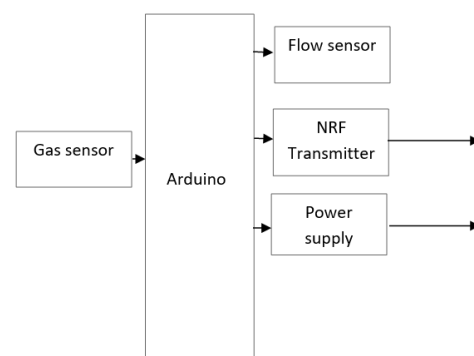 Flow sensor
NRF
Transmitter
Gas sensor
Arduino
Power
supply